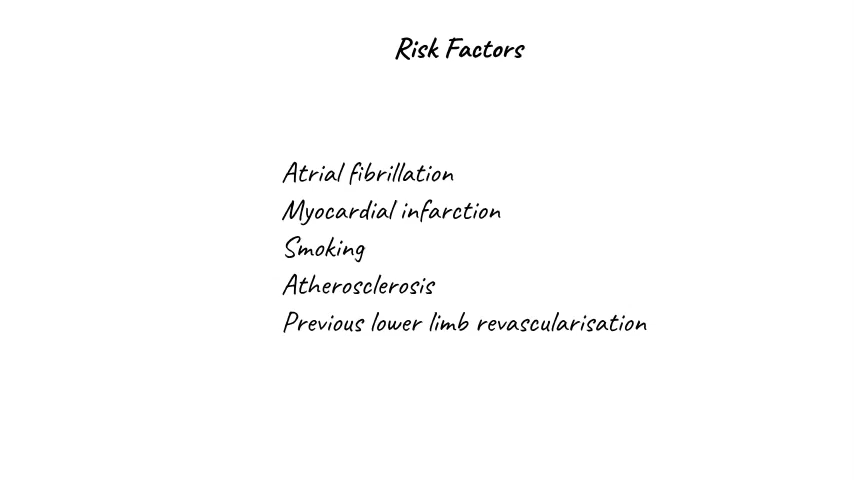 Risk Factors
Atrial fibrillation
Myocardial infarction
Smoking
Atherosclerosis
Previous lower limb revascularisation